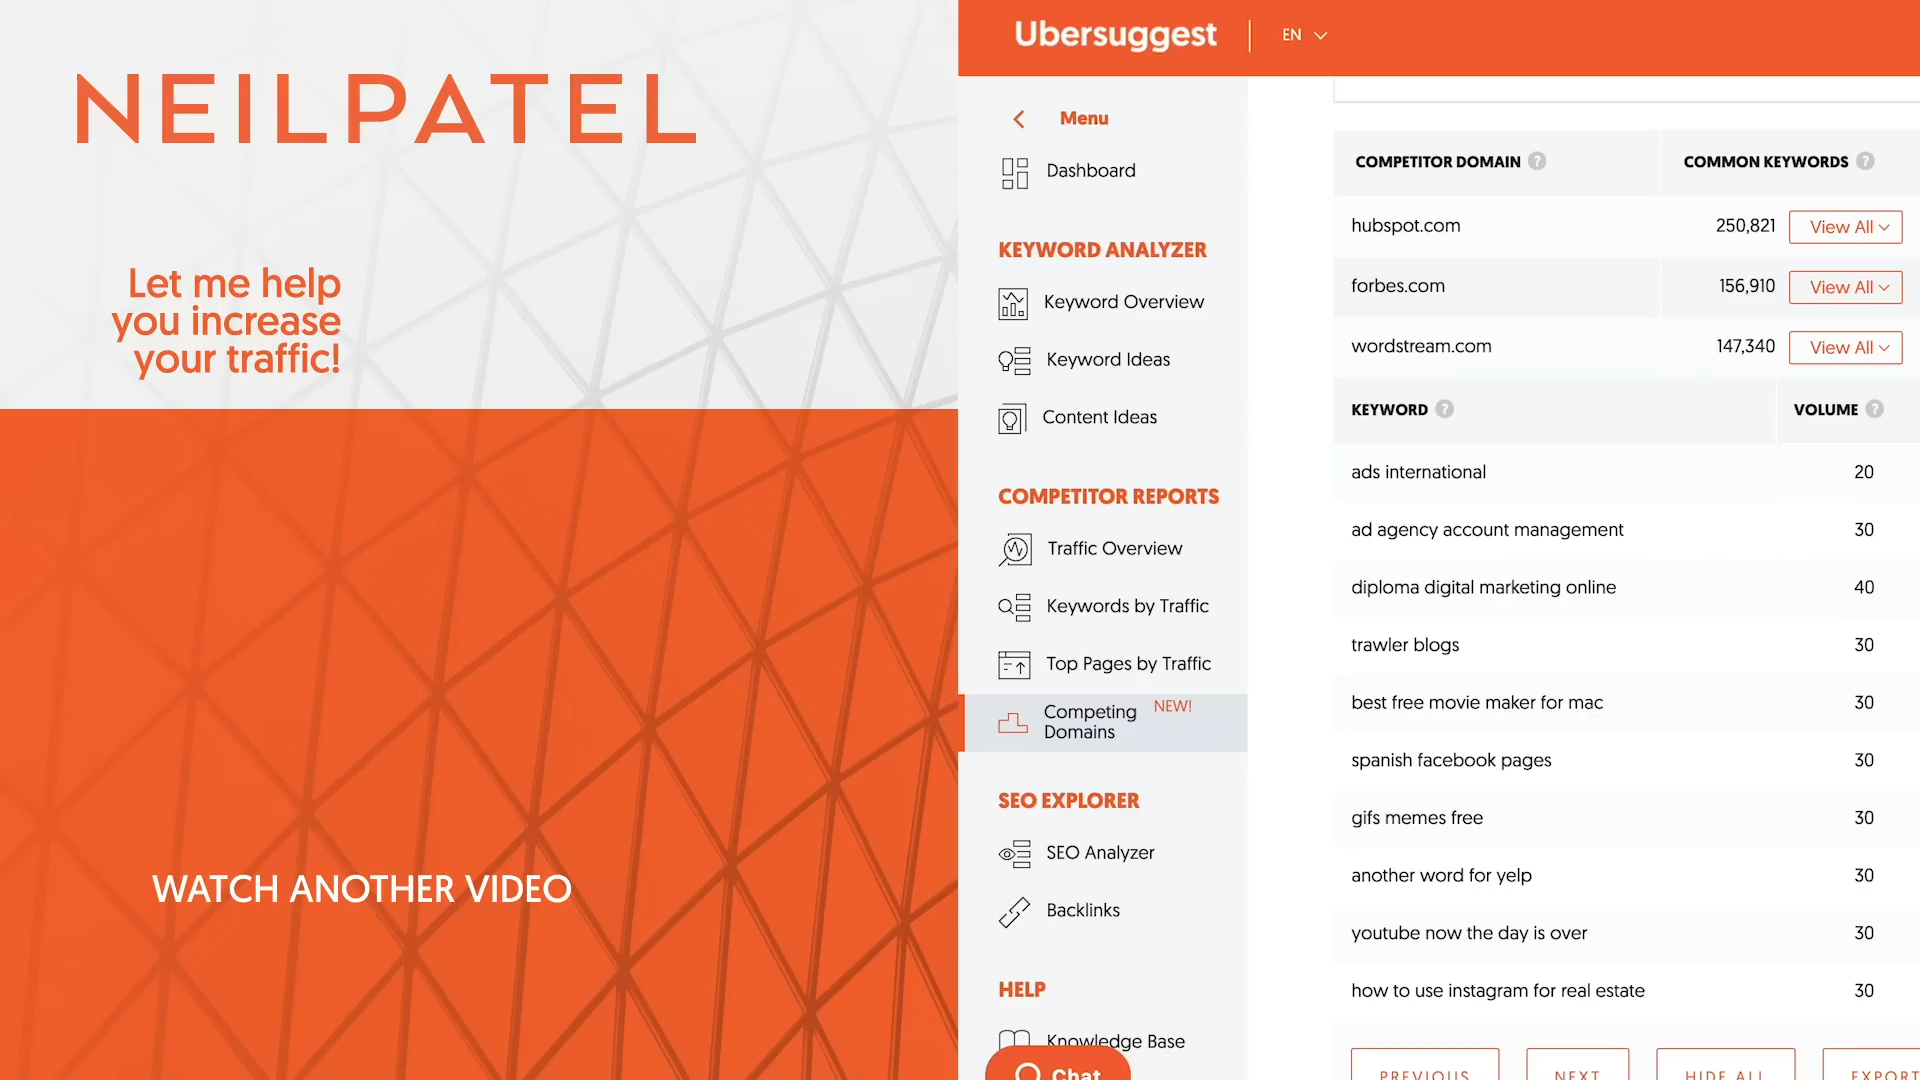 NEILPATEL
Let me help
you increase
your traffic!
WATCH ANOTHER VIDEO
Ubersuggest
EN
Menu
Dashboard
KEYWORD ANALYZER
Keyword Overview
Keyword Ideas
Content Ideas
COMPETITOR REPORTS
Traffic Overview
Keywords by Traffic
Top Pages by Traffic
Competing NEW!
Domains
SEO EXPLORER
SEO Analyzer
Backlinks
HELP
Knowledge Base
Chat
COMPETITOR DOMAIN ? COMMON KEYWORDS ?
hubspot.com 250,821 View All
forbes.com 156,910 View All
wordstream.com 147,340 View All
KEYWORD ? VOLUME ?
ads international 20
ad agency account management 30
diploma digital marketing online 40
trawler blogs 30
best free movie maker for mac 30
spanish facebook pages 30
gifs memes free 30
another word for yelp 30
youtube now the day is over 30
how to use instagram for real estate 30
PREVIOUS NEXT HIDE ALL EXPORT